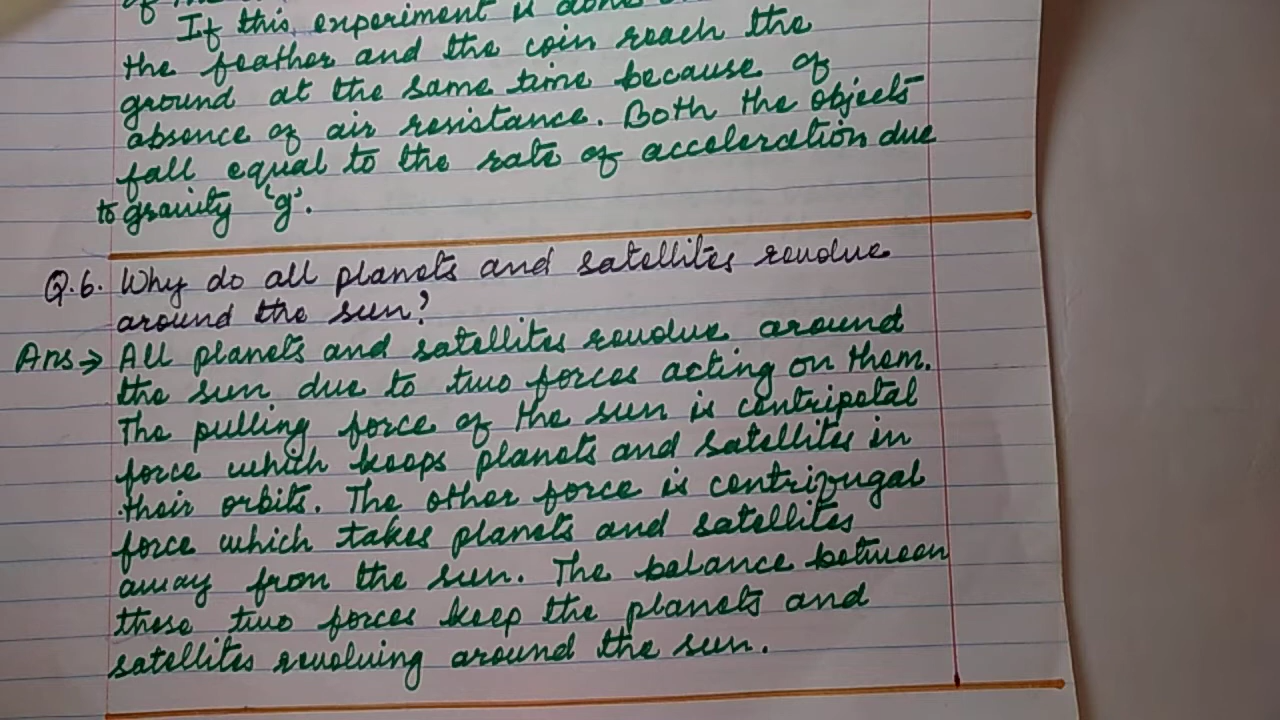 If this experiment is done
the feather and the coin reach the
ground at the same time because of
absence of air resistance. Both the objects
fall equal to the rate of acceleration due
to gravity 'g'.
Q.6. Why do all planets and satellites revolve
around the sun?
Ans → All planets and satellites revolve around
the sun due to two forces acting on them.
The pulling force of the sun is centripetal
force which keeps planets and satellites in
their orbits. The other force is centrifugal
force which takes planets and satellites
away from the sun. The balance between
these two forces keep the planets and
satellites revolving around the sun.